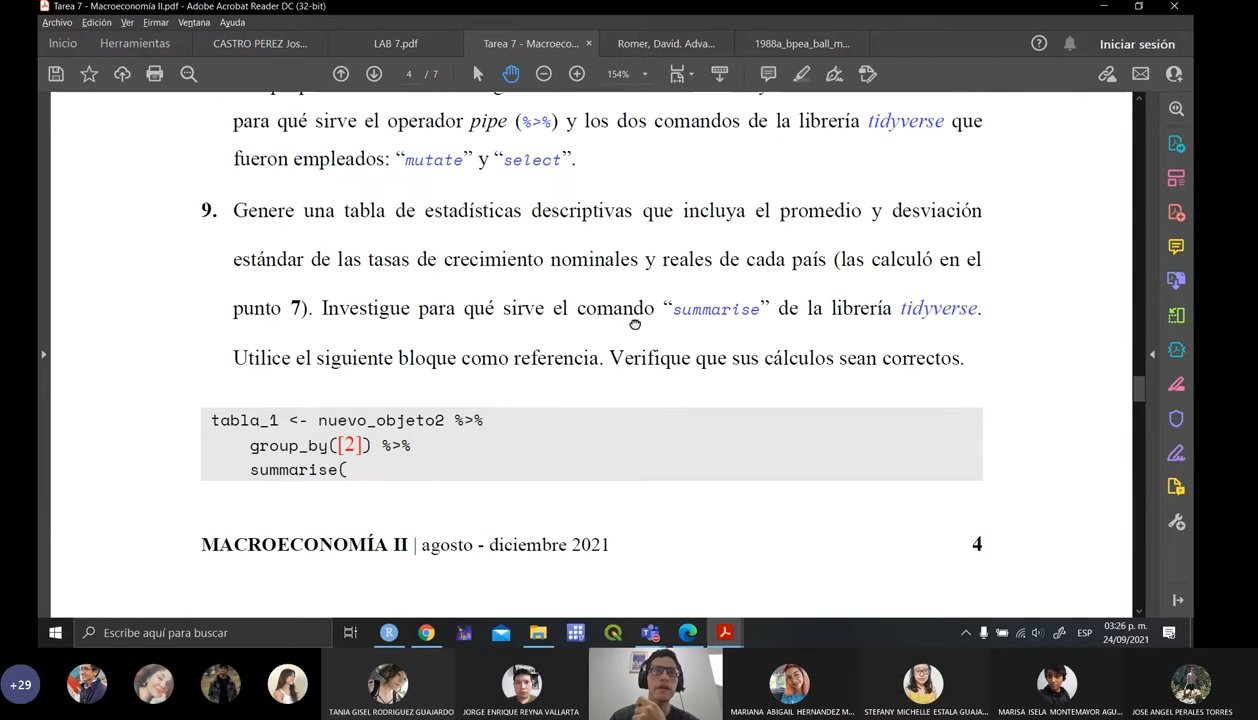 Tarea 7 - Macroeconomía II.pdf - Adobe Acrobat Reader DC (32-bit)
Archivo Edición Ver Firmar Ventana Ayuda
Inicio Herramientas CASTRO PEREZ Jos... LAB 7.pdf Tarea 7 - Macroeco... × Romer, David. Adva... 1988a_bpea_ball_m... Iniciar sesión
4 / 7 154%
para qué sirve el operador pipe (%>%) y los dos comandos de la librería tidyverse que
fueron empleados: “mutate” y “select”.
9. Genere una tabla de estadísticas descriptivas que incluya el promedio y desviación
estándar de las tasas de crecimiento nominales y reales de cada país (las calculó en el
punto 7). Investigue para qué sirve el comando “summarise” de la librería tidyverse.
Utilice el siguiente bloque como referencia. Verifique que sus cálculos sean correctos.
tabla_1 <- nuevo_objeto2 %>%
group_by([2]) %>%
summarise(
MACROECONOMÍA II | agosto - diciembre 2021 4
Escribe aquí para buscar
ESP
03:26 p. m.
24/09/2021
+29
TANIA GISEL RODRIGUEZ GUAJARDO
JORGE ENRIQUE REYNA VALLARTA
MARIANA ABIGAIL HERNANDEZ M...
STEFANY MICHELLE ESTALA GUAJA...
MARISA ISELA MONTEMAYOR AGU...
JOSE ANGEL PERALES TORRES